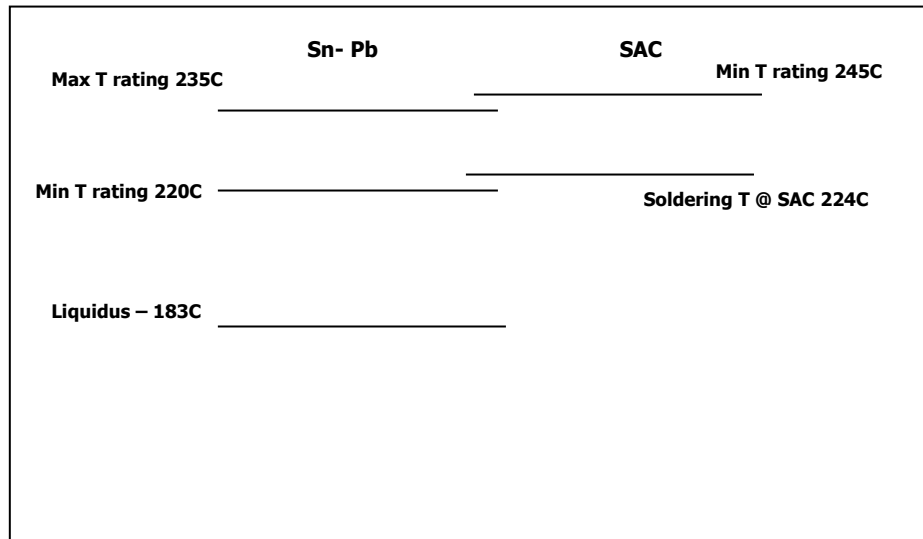 Sn- Pb
SAC
Max T rating 235C
Min T rating 245C
Min T rating 220C
Soldering T @ SAC 224C
Liquidus – 183C